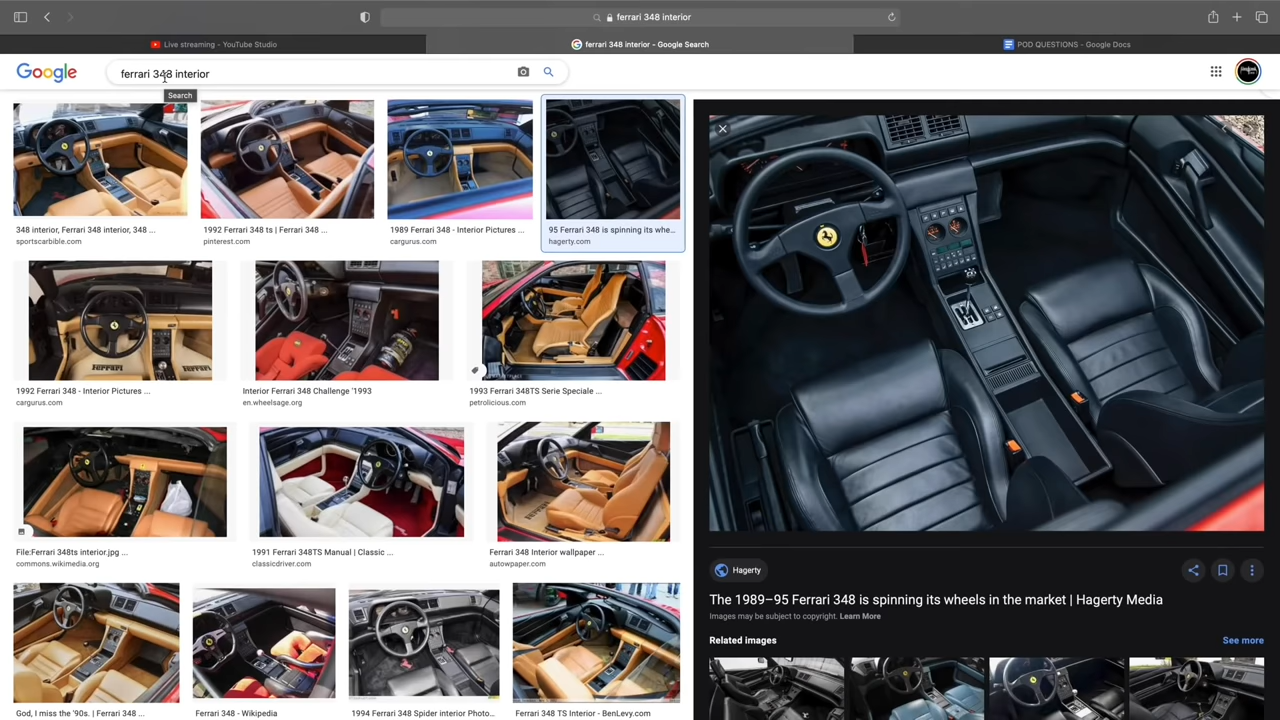 ferrari 348 interior
Live streaming - YouTube Studio
ferrari 348 interior - Google Search
POD QUESTIONS - Google Docs
Google
ferrari 348 interior
Search
348 interior, Ferrari 348 interior, 348 ...
sportscarbible.com
1992 Ferrari 348 ts | Ferrari 348 ...
pinterest.com
1989 Ferrari 348 - Interior Pictures ...
cargurus.com
95 Ferrari 348 is spinning its whe...
hagerty.com
1992 Ferrari 348 - Interior Pictures ...
cargurus.com
Interior Ferrari 348 Challenge '1993
en.wheelsage.org
1993 Ferrari 348TS Serie Speciale ...
petrolicious.com
File:Ferrari 348ts interior.jpg ...
commons.wikimedia.org
1991 Ferrari 348TS Manual | Classic ...
classicdriver.com
Ferrari 348 Interior wallpaper ...
autowpaper.com
God, I miss the '90s. | Ferrari 348 ...
Ferrari 348 - Wikipedia
1994 Ferrari 348 Spider interior Photo...
Ferrari 348 TS Interior - BenLevy.com
Hagerty
The 1989–95 Ferrari 348 is spinning its wheels in the market | Hagerty Media
Images may be subject to copyright. Learn More
Related images
See more